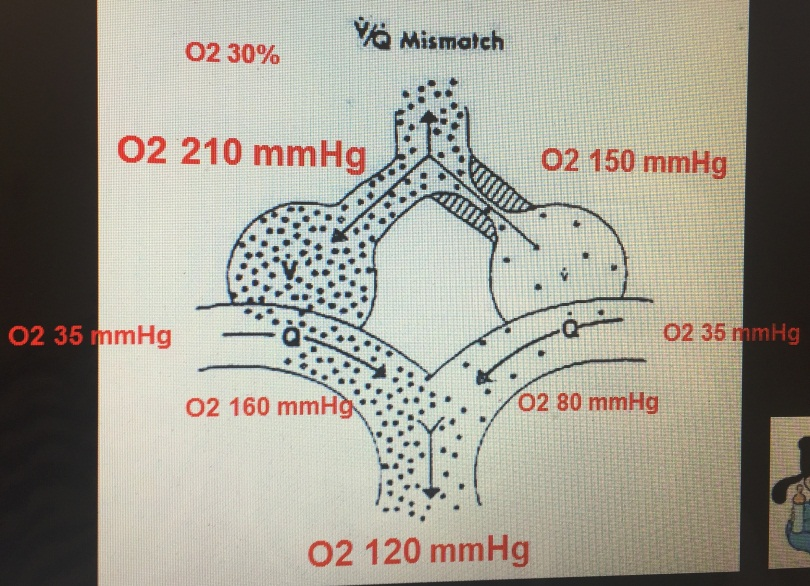 V̇/Q̇ Mismatch
O2 30%
O2 210 mmHg
O2 150 mmHg
V
v̇
O2 35 mmHg
Q
Q̇
O2 35 mmHg
O2 160 mmHg
O2 80 mmHg
O2 120 mmHg